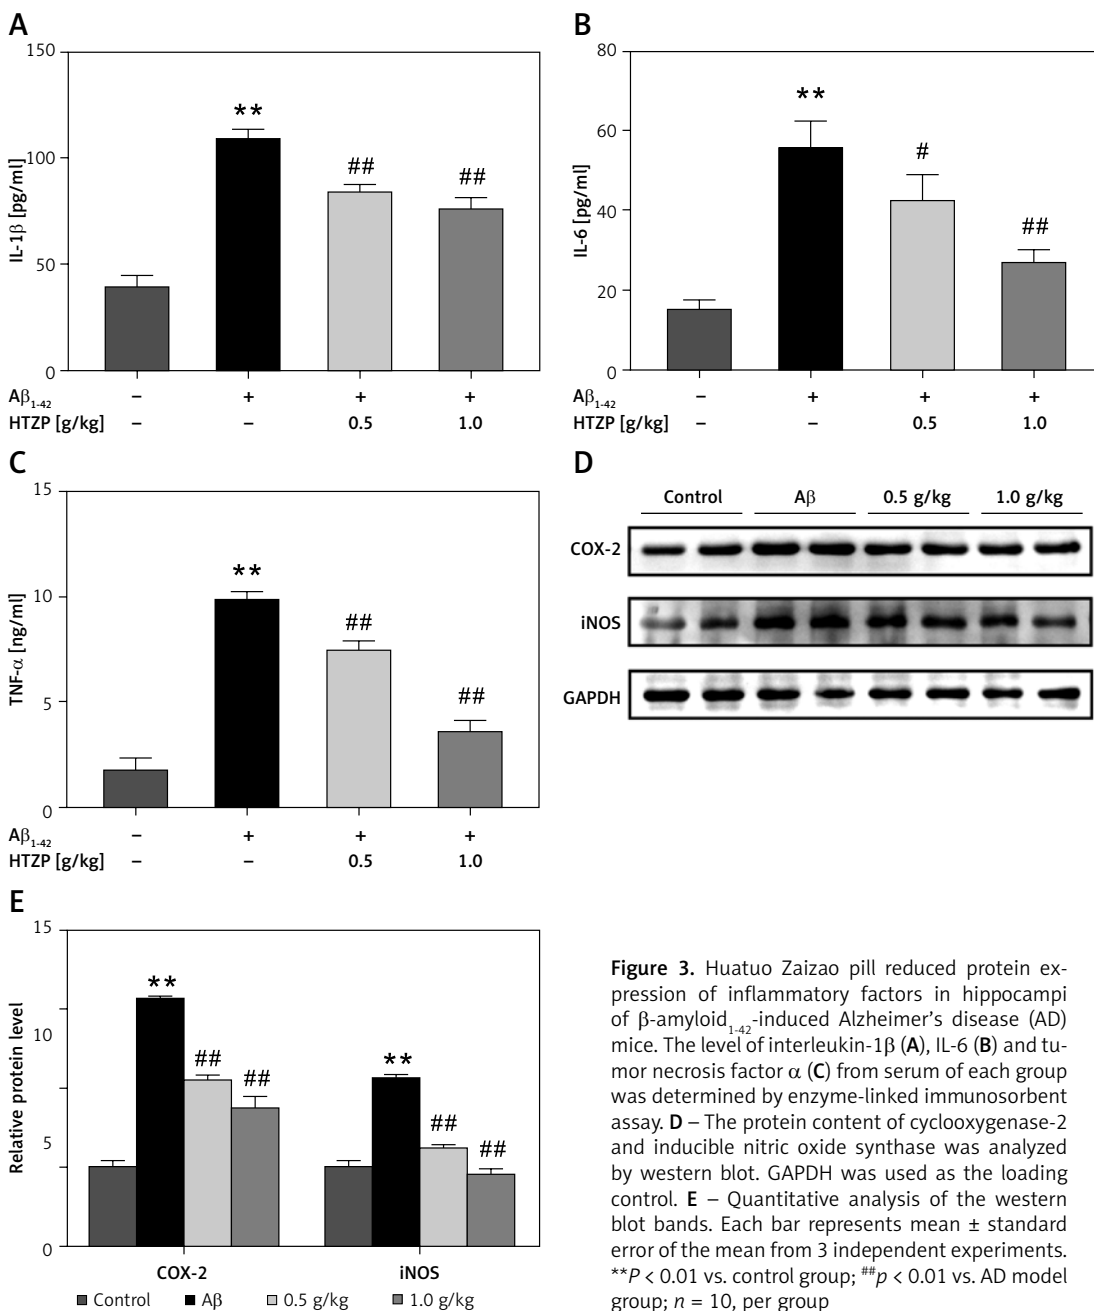 A
150
100
50
0
IL-1β [pg/ml]
**
##
##
Aβ1-42 – + + +
HTZP [g/kg] – – 0.5 1.0
B
80
60
40
20
0
IL-6 [pg/ml]
**
#
##
Aβ1-42 – + + +
HTZP [g/kg] – – 0.5 1.0
C
15
10
5
0
TNF-α [ng/ml]
**
##
##
Aβ1-42 – + + +
HTZP [g/kg] – – 0.5 1.0
D
Control Aβ 0.5 g/kg 1.0 g/kg
COX-2
iNOS
GAPDH
E
15
10
5
0
Relative protein level
**
##
##
**
##
##
COX-2 iNOS
Control Aβ 0.5 g/kg 1.0 g/kg
Figure 3. Huatuo Zaizao pill reduced protein ex-
pression of inflammatory factors in hippocampi
of β-amyloid1-42-induced Alzheimer's disease (AD)
mice. The level of interleukin-1β (A), IL-6 (B) and tu-
mor necrosis factor α (C) from serum of each group
was determined by enzyme-linked immunosorbent
assay. D – The protein content of cyclooxygenase-2
and inducible nitric oxide synthase was analyzed
by western blot. GAPDH was used as the loading
control. E – Quantitative analysis of the western
blot bands. Each bar represents mean ± standard
error of the mean from 3 independent experiments.
**P < 0.01 vs. control group; ##p < 0.01 vs. AD model
group; n = 10, per group